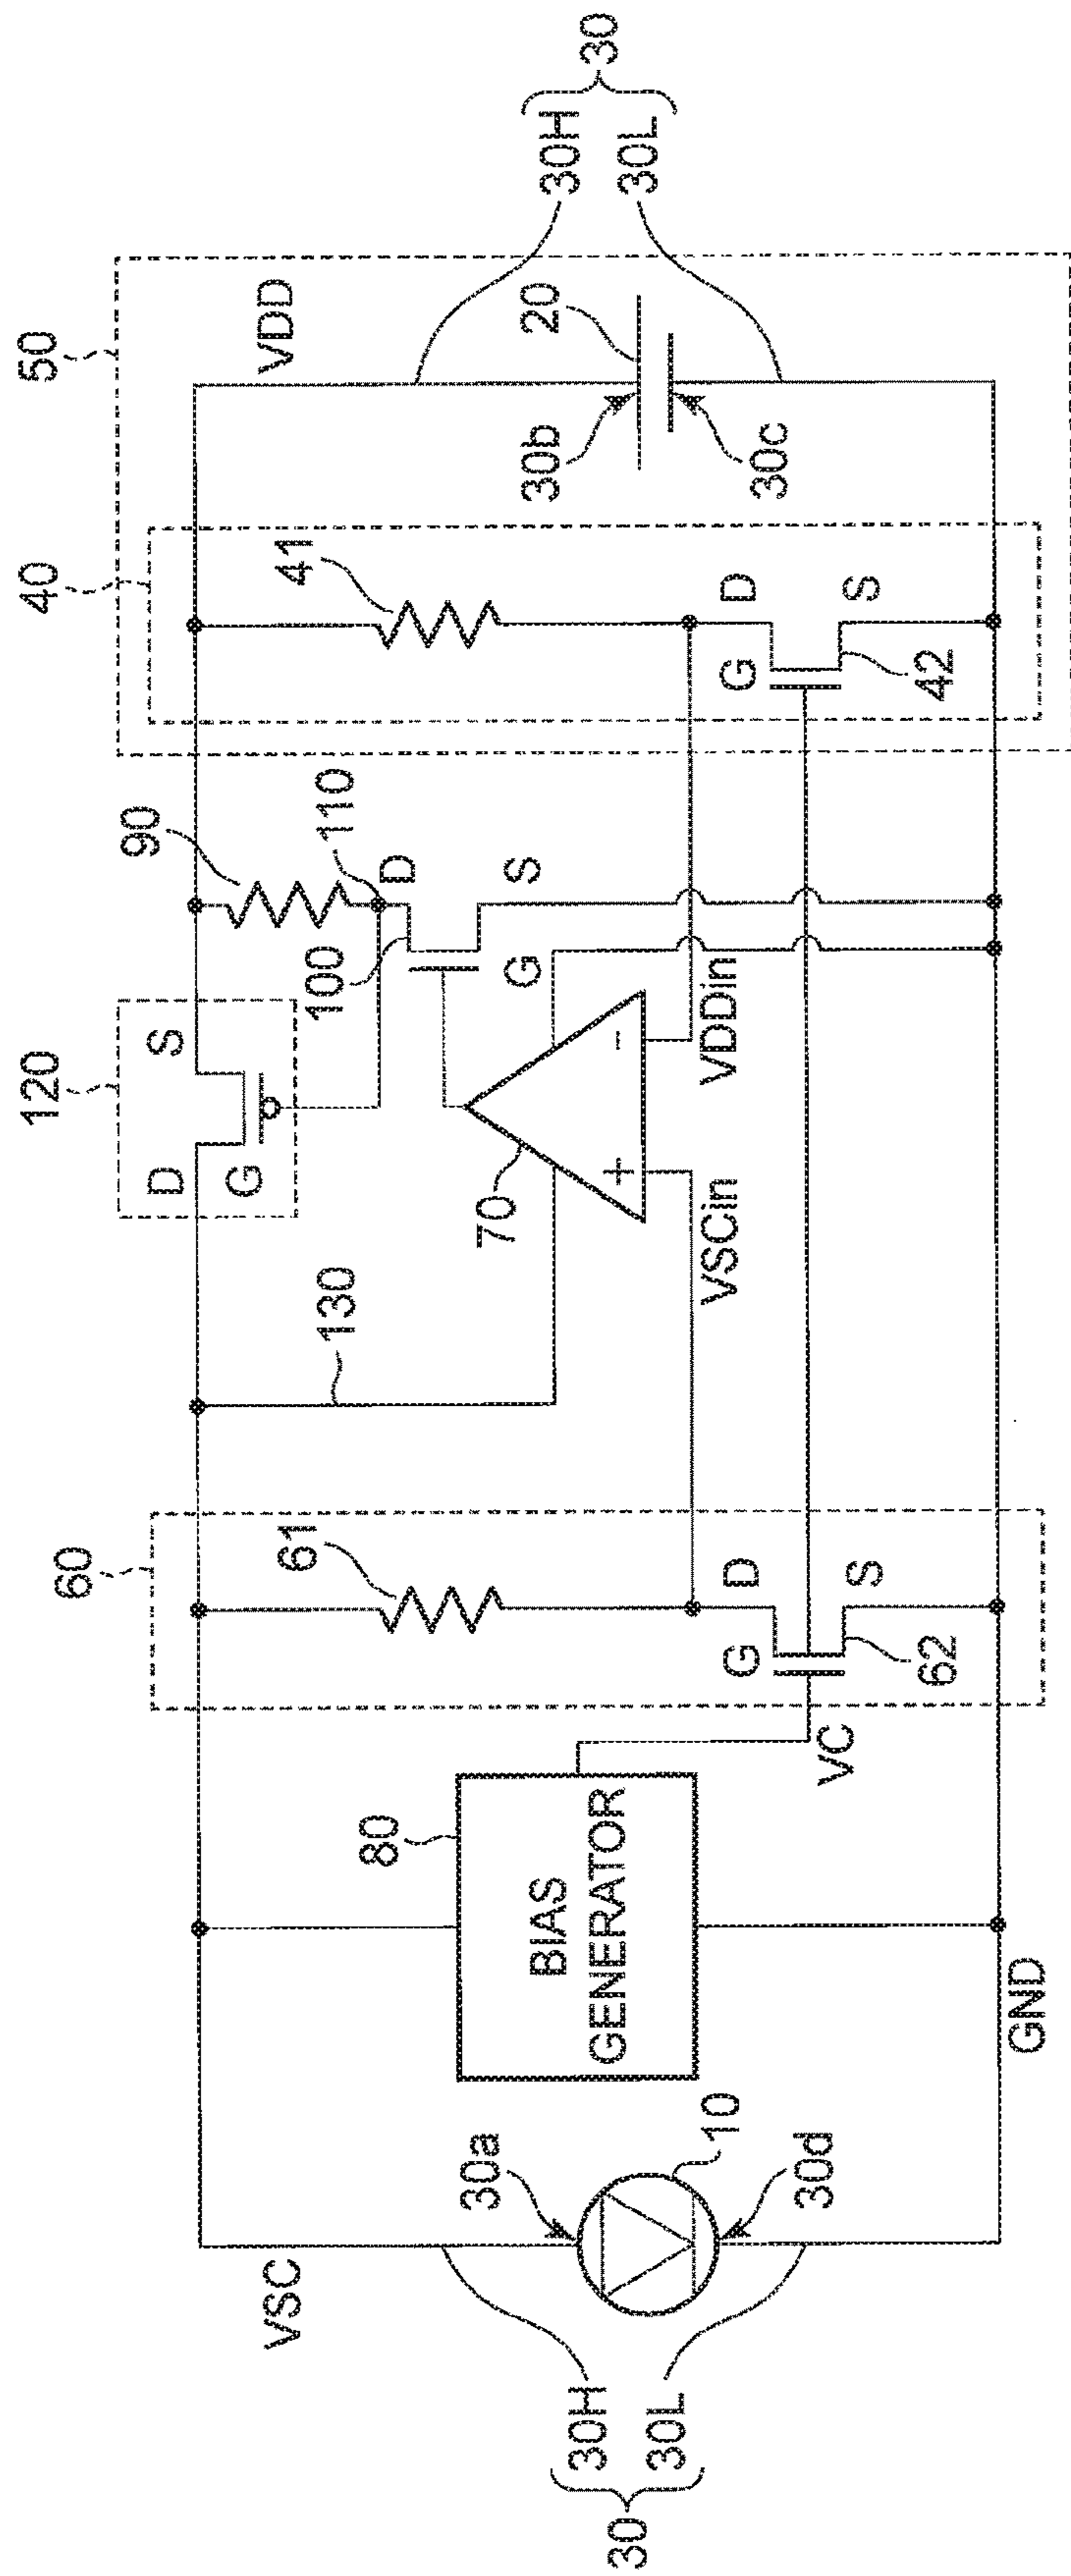 50
40
120
60
VDD
90
41
110
S
D
G
100
D
S
G
130
61
80
BIAS
GENERATOR
VSC
30a
10
30d
30H
30L
30
GND
VC
D
G
S
62
VSCin
VDDin
70
+
-
D
G
S
42
30b
20
30c
30H
30L
30